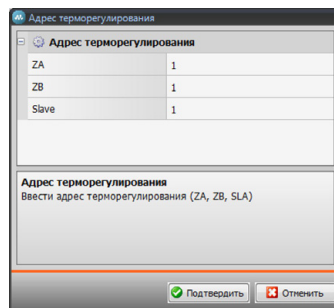 Адрес терморегулирования
Адрес терморегулирования
ZA 1
ZB 1
Slave 1
Адрес терморегулирования
Ввести адрес терморегулирования (ZA, ZB, SLA)
Подтвердить Отменить